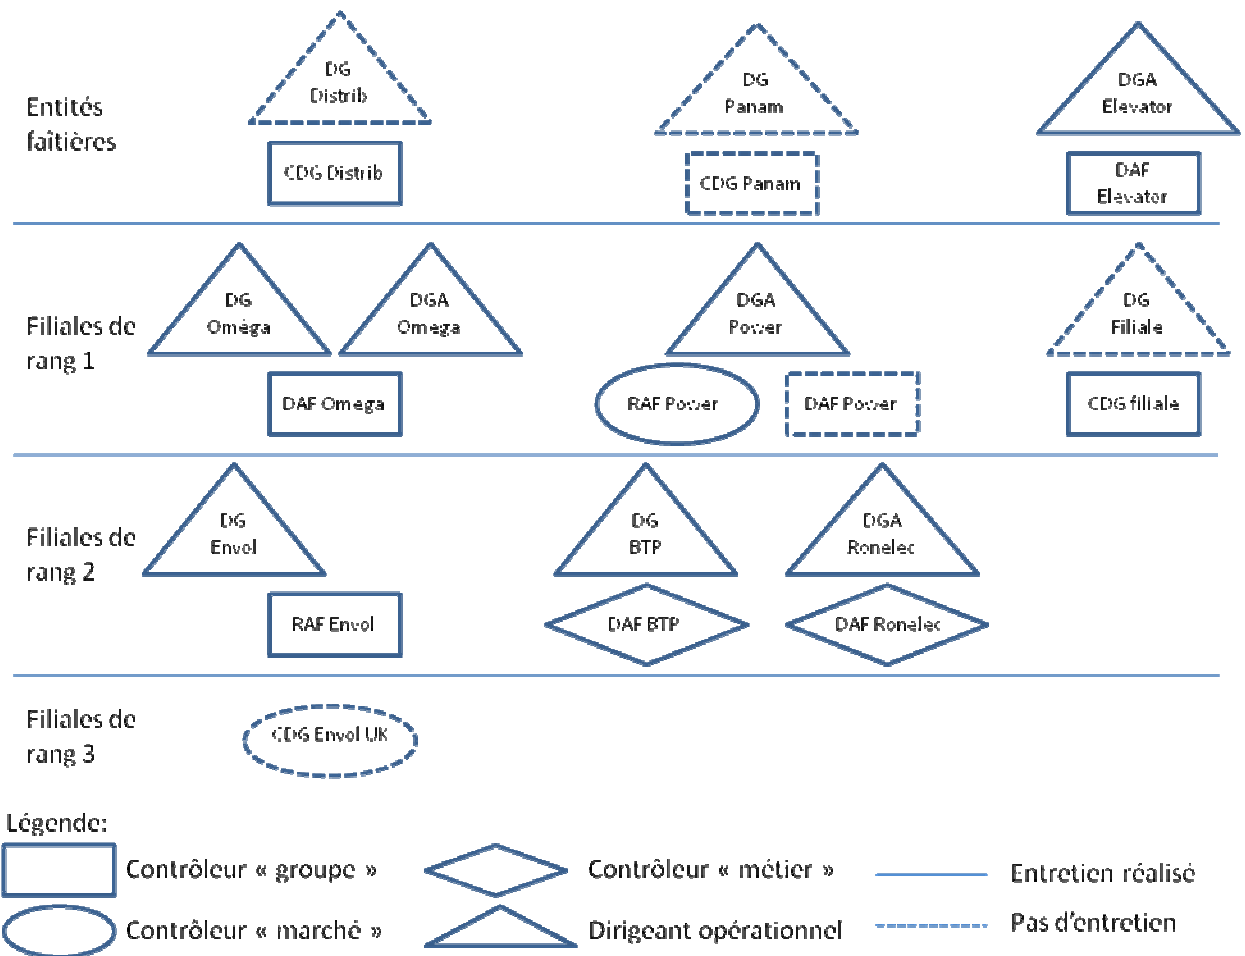 DG
Distrib
DG
Panam
DGA
Elevator
Entités
faîtières
CDG Distrib
CDG Panam
DAF
Elevator
DG
Oméga
DGA
Omega
DGA
Power
DG
Filiale
Filiales de
rang 1
DAF Omega
RAF Power
DAF Power
CDG filiale
DG
Envol
DG
BTP
DGA
Ronelec
Filiales de
rang 2
RAF Envol
DAF BTP
DAF Ronelec
Filiales de
rang 3
CDG Envol UK
Légende:
Contrôleur « groupe »
Contrôleur « métier »
Entretien réalisé
Contrôleur « marché »
Dirigeant opérationnel
Pas d'entretien